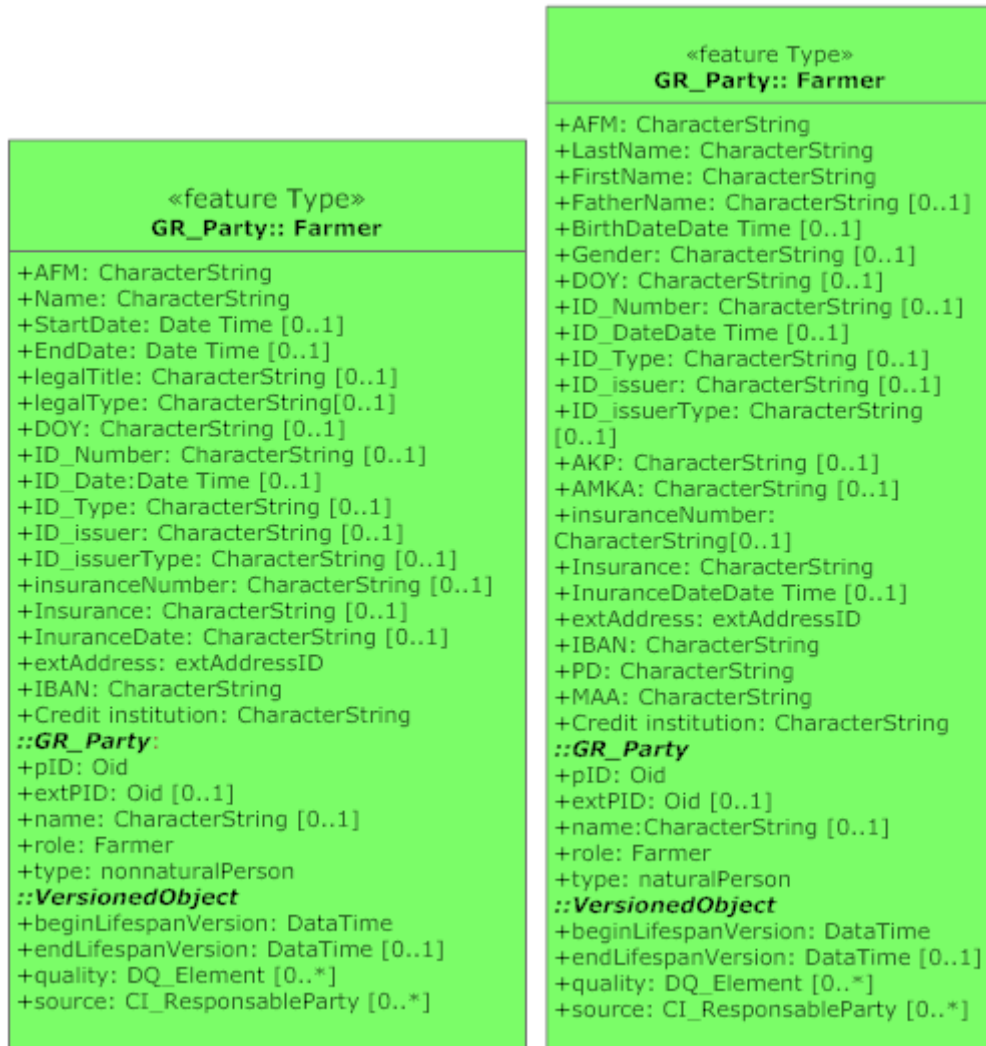 «feature Type»
GR_Party:: Farmer
+AFM: CharacterString
+Name: CharacterString
+StartDate: Date Time [0..1]
+EndDate: Date Time [0..1]
+legalTitle: CharacterString [0..1]
+legalType: CharacterString[0..1]
+DOY: CharacterString [0..1]
+ID_Number: CharacterString [0..1]
+ID_Date:Date Time [0..1]
+ID_Type: CharacterString [0..1]
+ID_issuer: CharacterString [0..1]
+ID_issuerType: CharacterString [0..1]
+insuranceNumber: CharacterString [0..1]
+Insurance: CharacterString [0..1]
+InuranceDate: CharacterString [0..1]
+extAddress: extAddressID
+IBAN: CharacterString
+Credit institution: CharacterString
::GR_Party:
+pID: Oid
+extPID: Oid [0..1]
+name: CharacterString [0..1]
+role: Farmer
+type: nonnaturalPerson
::VersionedObject
+beginLifespanVersion: DataTime
+endLifespanVersion: DataTime [0..1]
+quality: DQ_Element [0..*]
+source: CI_ResponsableParty [0..*]
«feature Type»
GR_Party:: Farmer
+AFM: CharacterString
+LastName: CharacterString
+FirstName: CharacterString
+FatherName: CharacterString [0..1]
+BirthDateDate Time [0..1]
+Gender: CharacterString [0..1]
+DOY: CharacterString [0..1]
+ID_Number: CharacterString [0..1]
+ID_DateDate Time [0..1]
+ID_Type: CharacterString [0..1]
+ID_issuer: CharacterString [0..1]
+ID_issuerType: CharacterString
[0..1]
+AKP: CharacterString [0..1]
+AMKA: CharacterString [0..1]
+insuranceNumber:
CharacterString[0..1]
+Insurance: CharacterString
+InuranceDateDate Time [0..1]
+extAddress: extAddressID
+IBAN: CharacterString
+PD: CharacterString
+MAA: CharacterString
+Credit institution: CharacterString
::GR_Party
+pID: Oid
+extPID: Oid [0..1]
+name:CharacterString [0..1]
+role: Farmer
+type: naturalPerson
::VersionedObject
+beginLifespanVersion: DataTime
+endLifespanVersion: DataTime [0..1]
+quality: DQ_Element [0..*]
+source: CI_ResponsableParty [0..*]